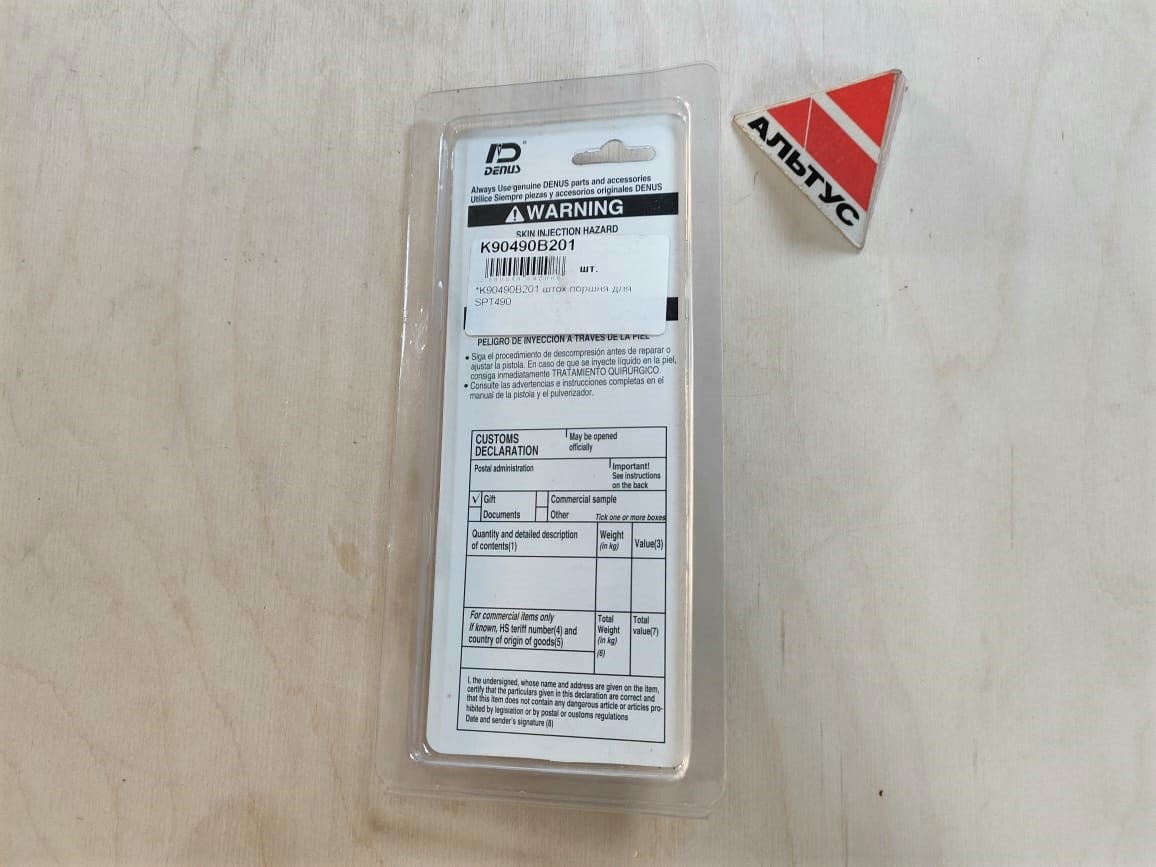 DENUS
Always Use genuine DENUS parts and accessories
Utilice Siempre piezas y accesorios originales DENUS
WARNING
SKIN INJECTION HAZARD
K90490B201
шт.
*K90490B201 шток поршня для
SPT490
PELIGRO DE INYECCION A TRAVES DE LA PIEL
• Siga el procedimiento de descompresión antes de reparar o
ajustar la pistola. En caso de que se inyecte líquido en la piel,
consiga inmediatamente TRATAMIENTO QUIRÚRGICO.
• Consulte las advertencias e instrucciones completas en el
manual de la pistola y el pulverizador.
CUSTOMS
DECLARATION
May be opened
officially
Postal administration
Important!
See instructions
on the back
√ Gift
Commercial sample
Documents
Other
Tick one or more boxes
Quantity and detailed description
of contents(1)
Weight
(in kg)
Value(3)
For commercial items only
If known, HS teriff number(4) and
country of origin of goods(5)
Total
Weight
(in kg)
(6)
Total
value(7)
I, the undersigned, whose name and address are given on the item,
certify that the particulars given in this declaration are correct and
that this item does not contain any dangerous article or articles pro-
hibited by legislation or by postal or customs regulations
Date and sender's signature (8)
АЛЬТУС